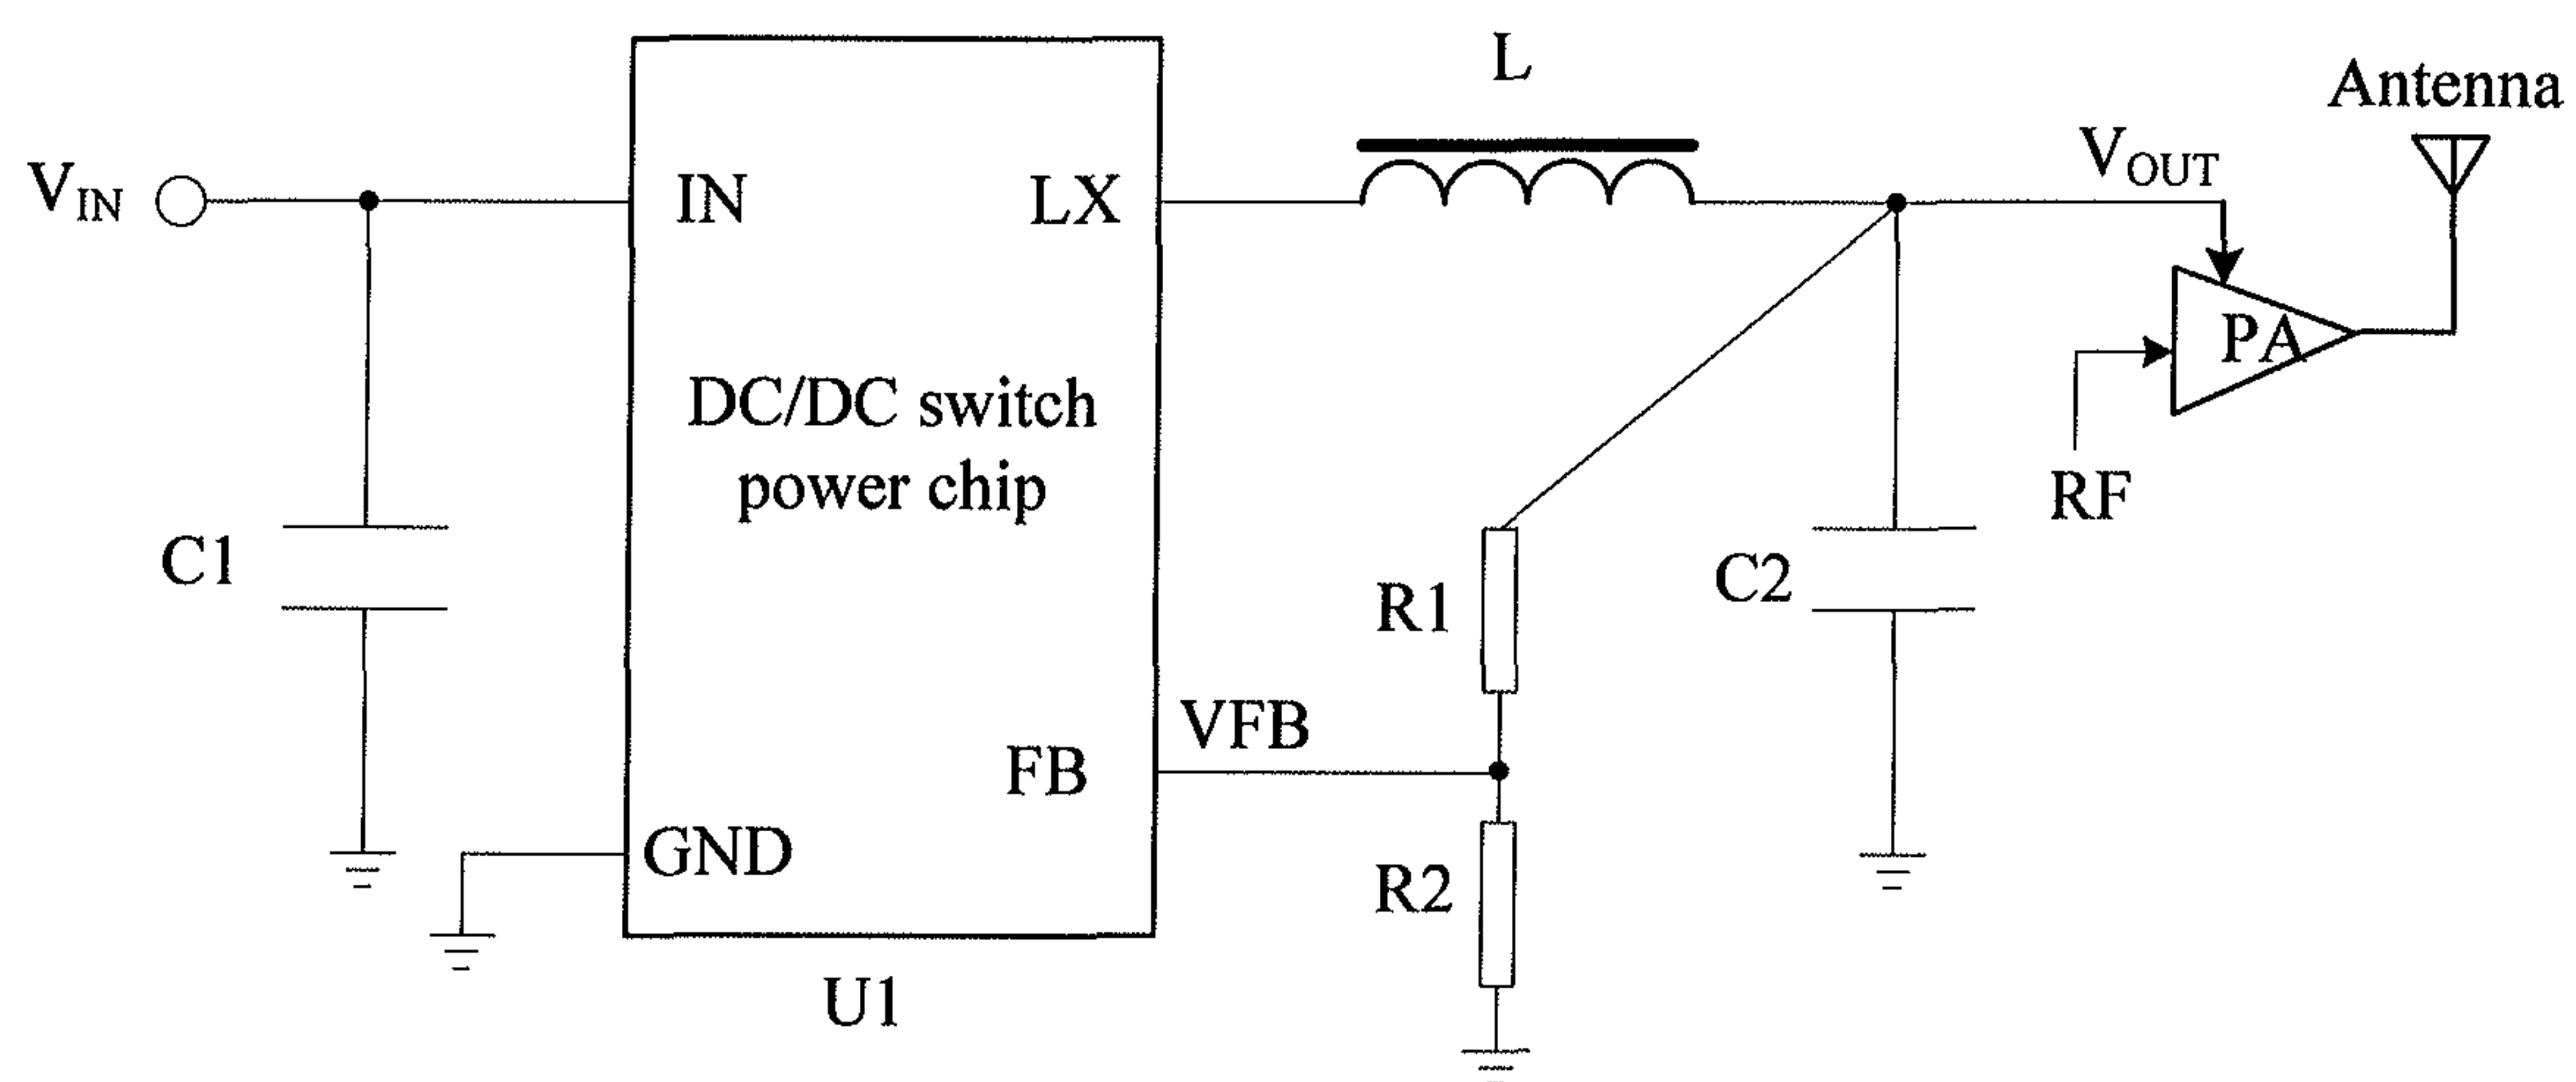 L
Antenna
VIN
IN
LX
VOUT
DC/DC switch
power chip
PA
RF
C1
R1
C2
VFB
FB
GND
R2
U1